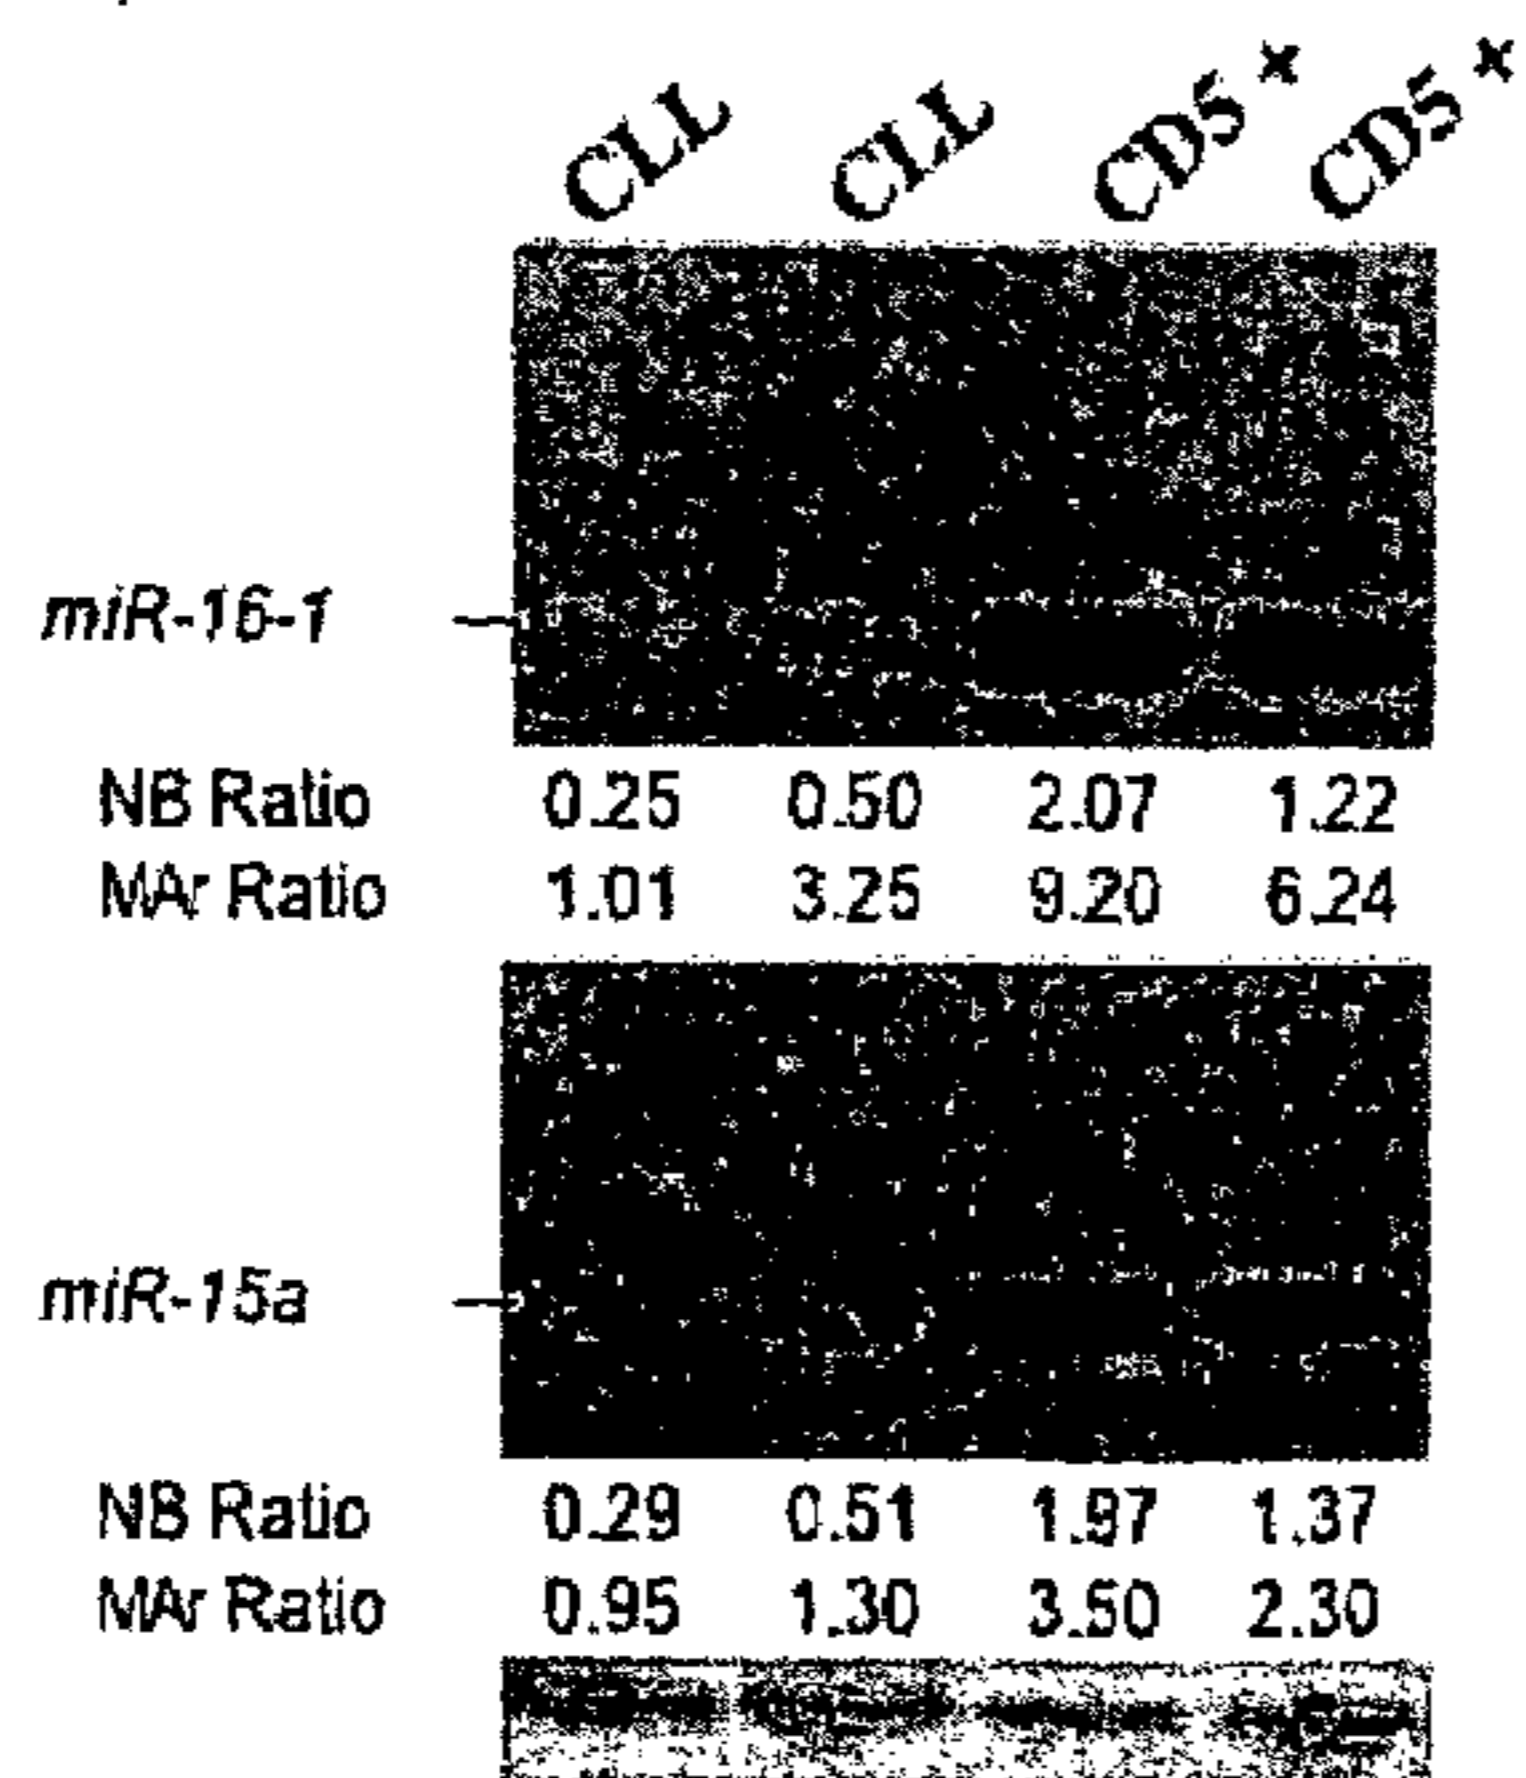 CLL CLL CD5+ CD5+
miR-16-1
NB Ratio 0.25 0.50 2.07 1.22
MAr Ratio 1.01 3.25 9.20 6.24
miR-15a
NB Ratio 0.29 0.51 1.97 1.37
MAr Ratio 0.95 1.30 3.50 2.30